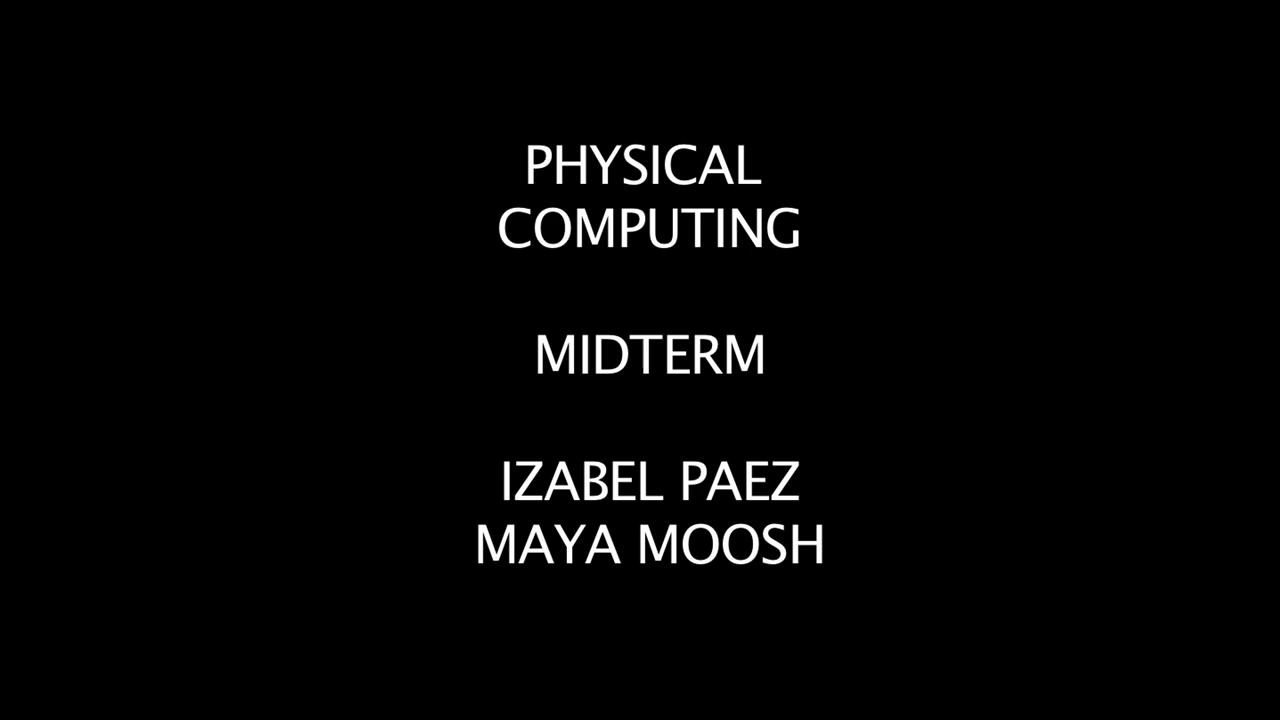 PHYSICAL
COMPUTING
MIDTERM
IZABEL PAEZ
MAYA MOOSH